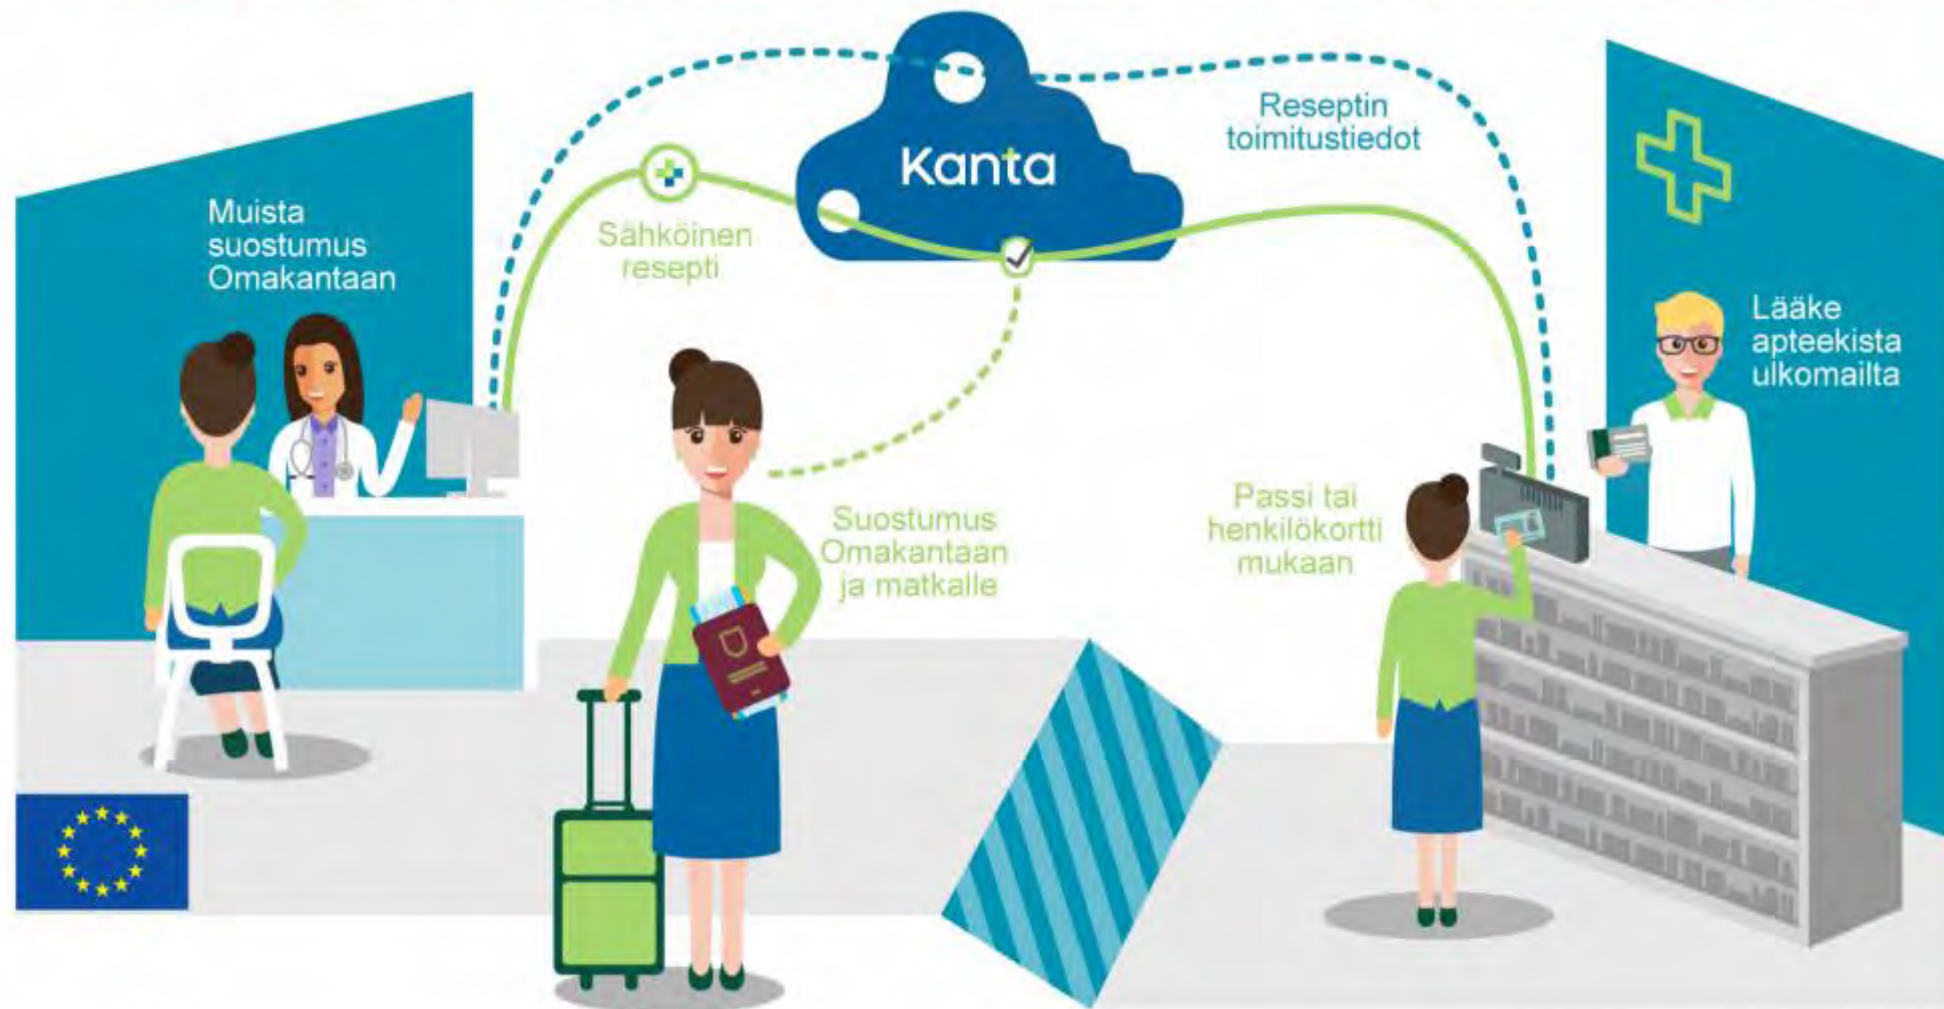 Muista
suostumus
Omakantaan
Sähköinen
resepti
Kanta
Reseptin
toimitustiedot
Suostumus
Omakantaan
ja matkalle
Passi tai
henkilökortti
mukaan
Lääke
apteekista
ulkomailta